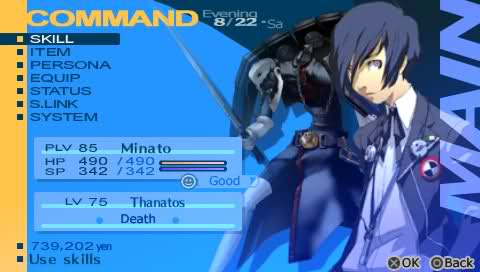 COMMAND
Evening
8/22 Sa
SKILL
ITEM
PERSONA
EQUIP
STATUS
S.LINK
SYSTEM
MAIN
PLV 85 Minato
HP 490 /490
SP 342 /342
Good
LV 75 Thanatos
Death
739,202 yen
Use skills
OK Back